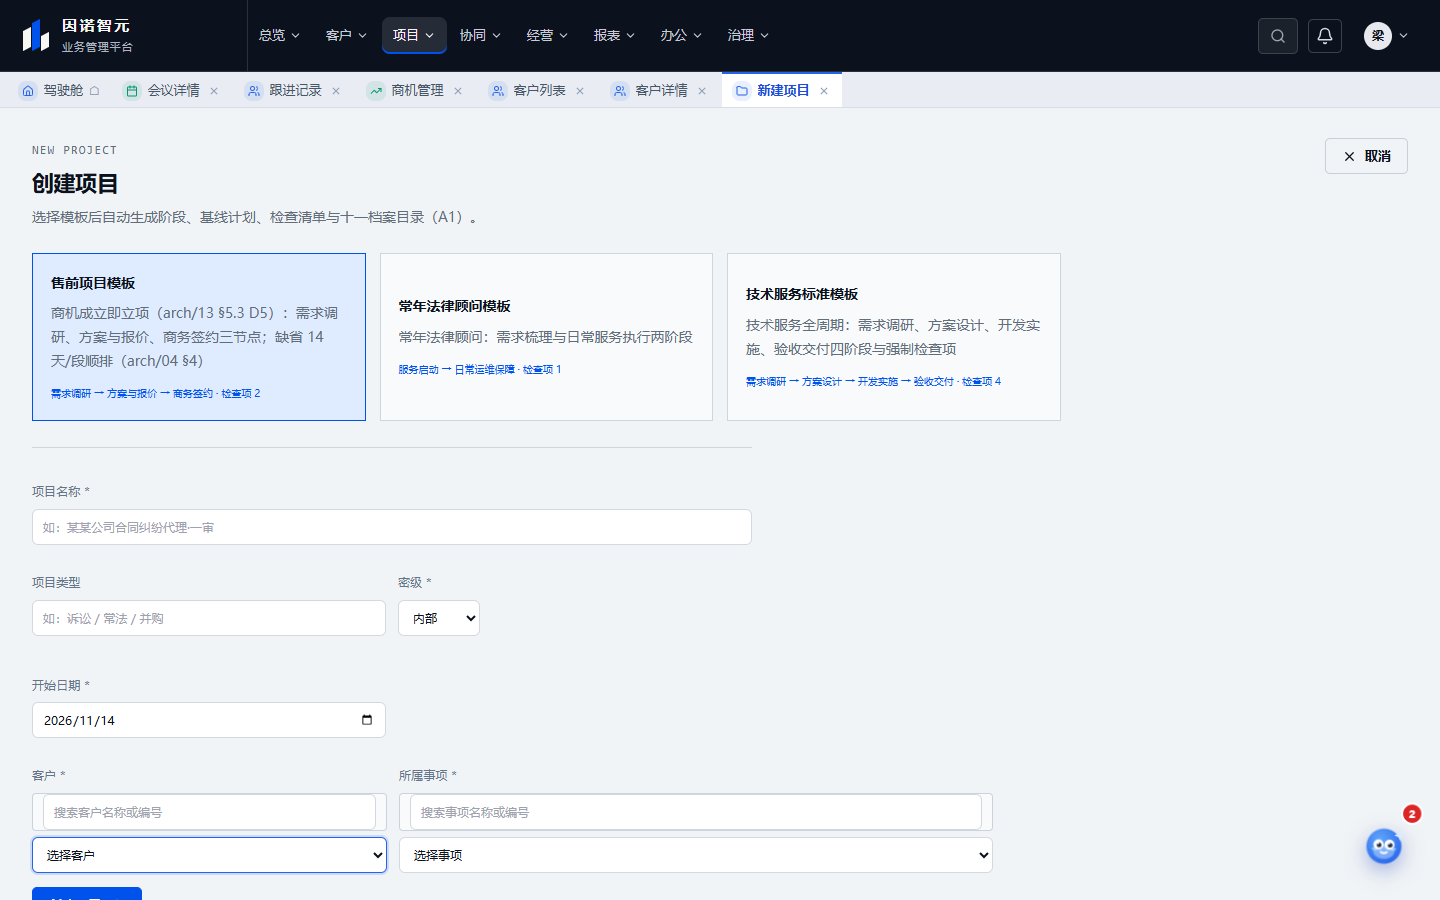 因诺智元
业务管理平台
总览 客户 项目 协同 经营 报表 办公 治理
梁
驾驶舱 会议详情 跟进记录 商机管理 客户列表 客户详情 新建项目
NEW PROJECT
取消
创建项目
选择模板后自动生成阶段、基线计划、检查清单与十一档案目录（A1）。
售前项目模板
商机成立即立项（arch/13 §5.3 D5）：需求调
研、方案与报价、商务签约三节点；缺省 14
天/段顺排（arch/04 §4）
需求调研 → 方案与报价 → 商务签约 · 检查项 2
常年法律顾问模板
常年法律顾问：需求梳理与日常服务执行两阶段
服务启动 → 日常运维保障 · 检查项 1
技术服务标准模板
技术服务全周期：需求调研、方案设计、开发实
施、验收交付四阶段与强制检查项
需求调研 → 方案设计 → 开发实施 → 验收交付 · 检查项 4
项目名称 *
如：某某公司合同纠纷代理·一审
项目类型 密级 *
如：诉讼 / 常法 / 并购 内部
开始日期 *
2026/11/14
客户 * 所属事项 *
搜索客户名称或编号 搜索事项名称或编号
选择客户 选择事项
2